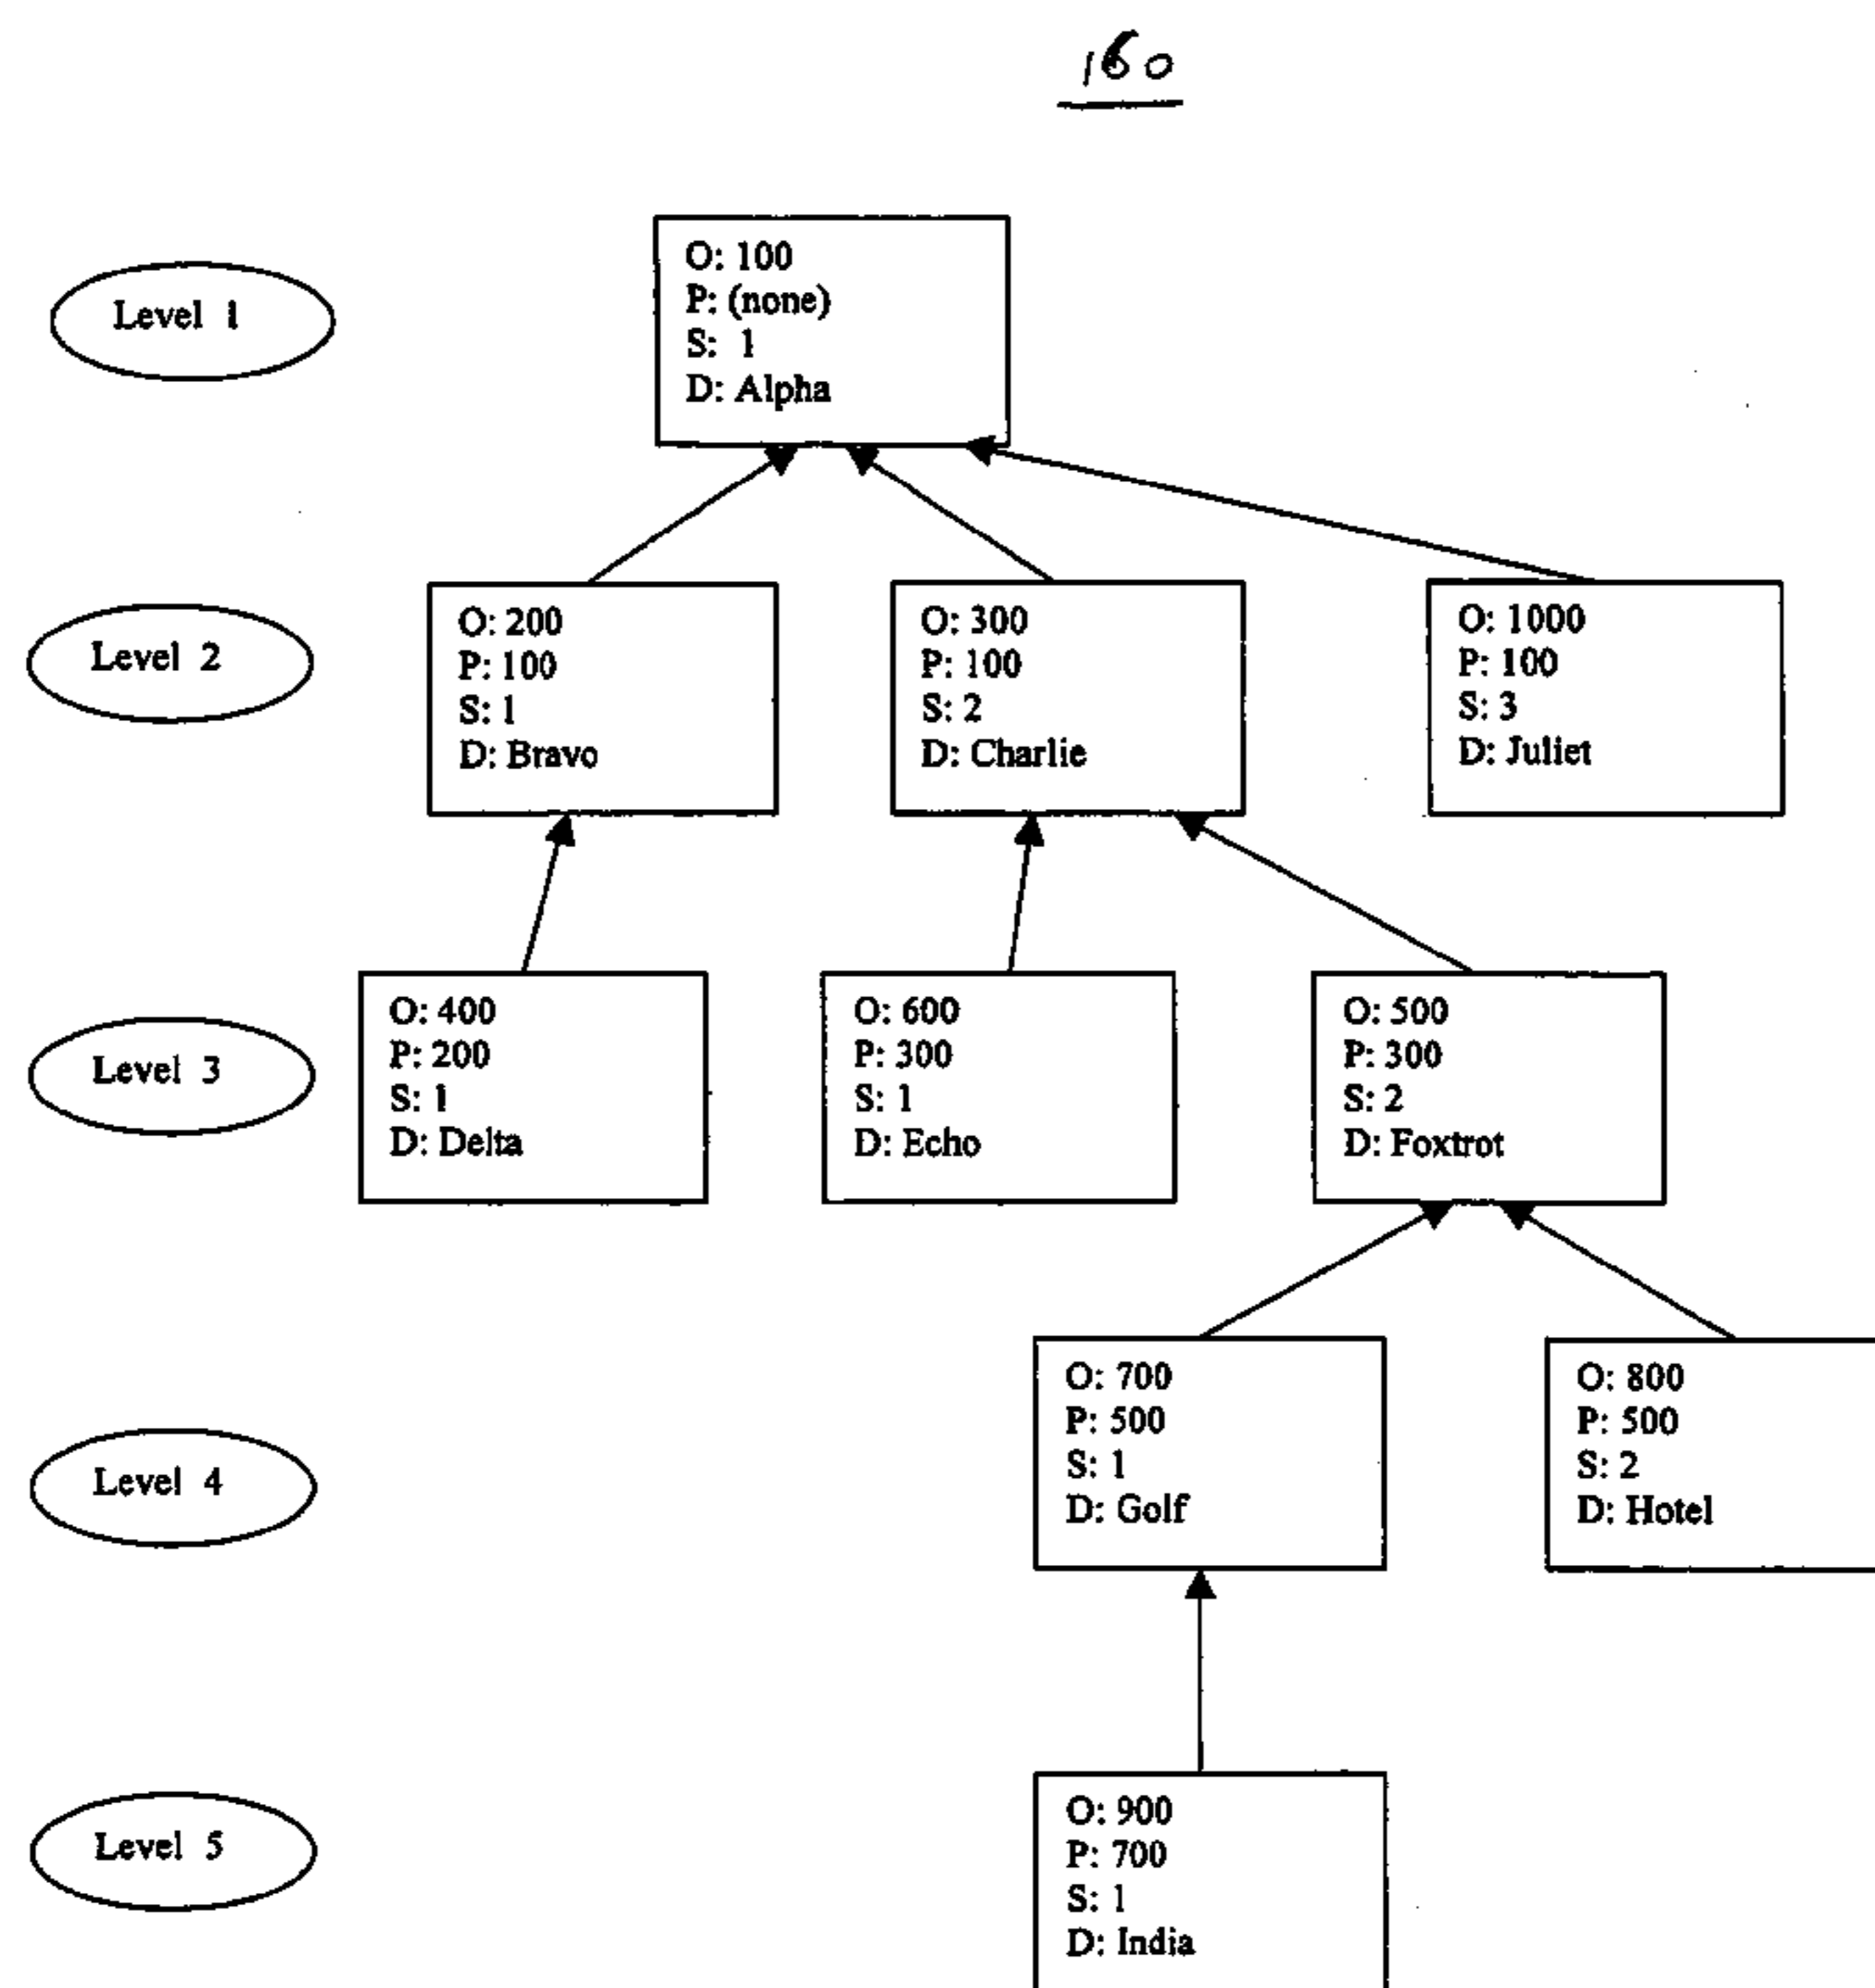 160
Level 1
O: 100
P: (none)
S: 1
D: Alpha
Level 2
O: 200
P: 100
S: 1
D: Bravo
O: 300
P: 100
S: 2
D: Charlie
O: 1000
P: 100
S: 3
D: Juliet
Level 3
O: 400
P: 200
S: 1
D: Delta
O: 600
P: 300
S: 1
D: Echo
O: 500
P: 300
S: 2
D: Foxtrot
Level 4
O: 700
P: 500
S: 1
D: Golf
O: 800
P: 500
S: 2
D: Hotel
Level 5
O: 900
P: 700
S: 1
D: India